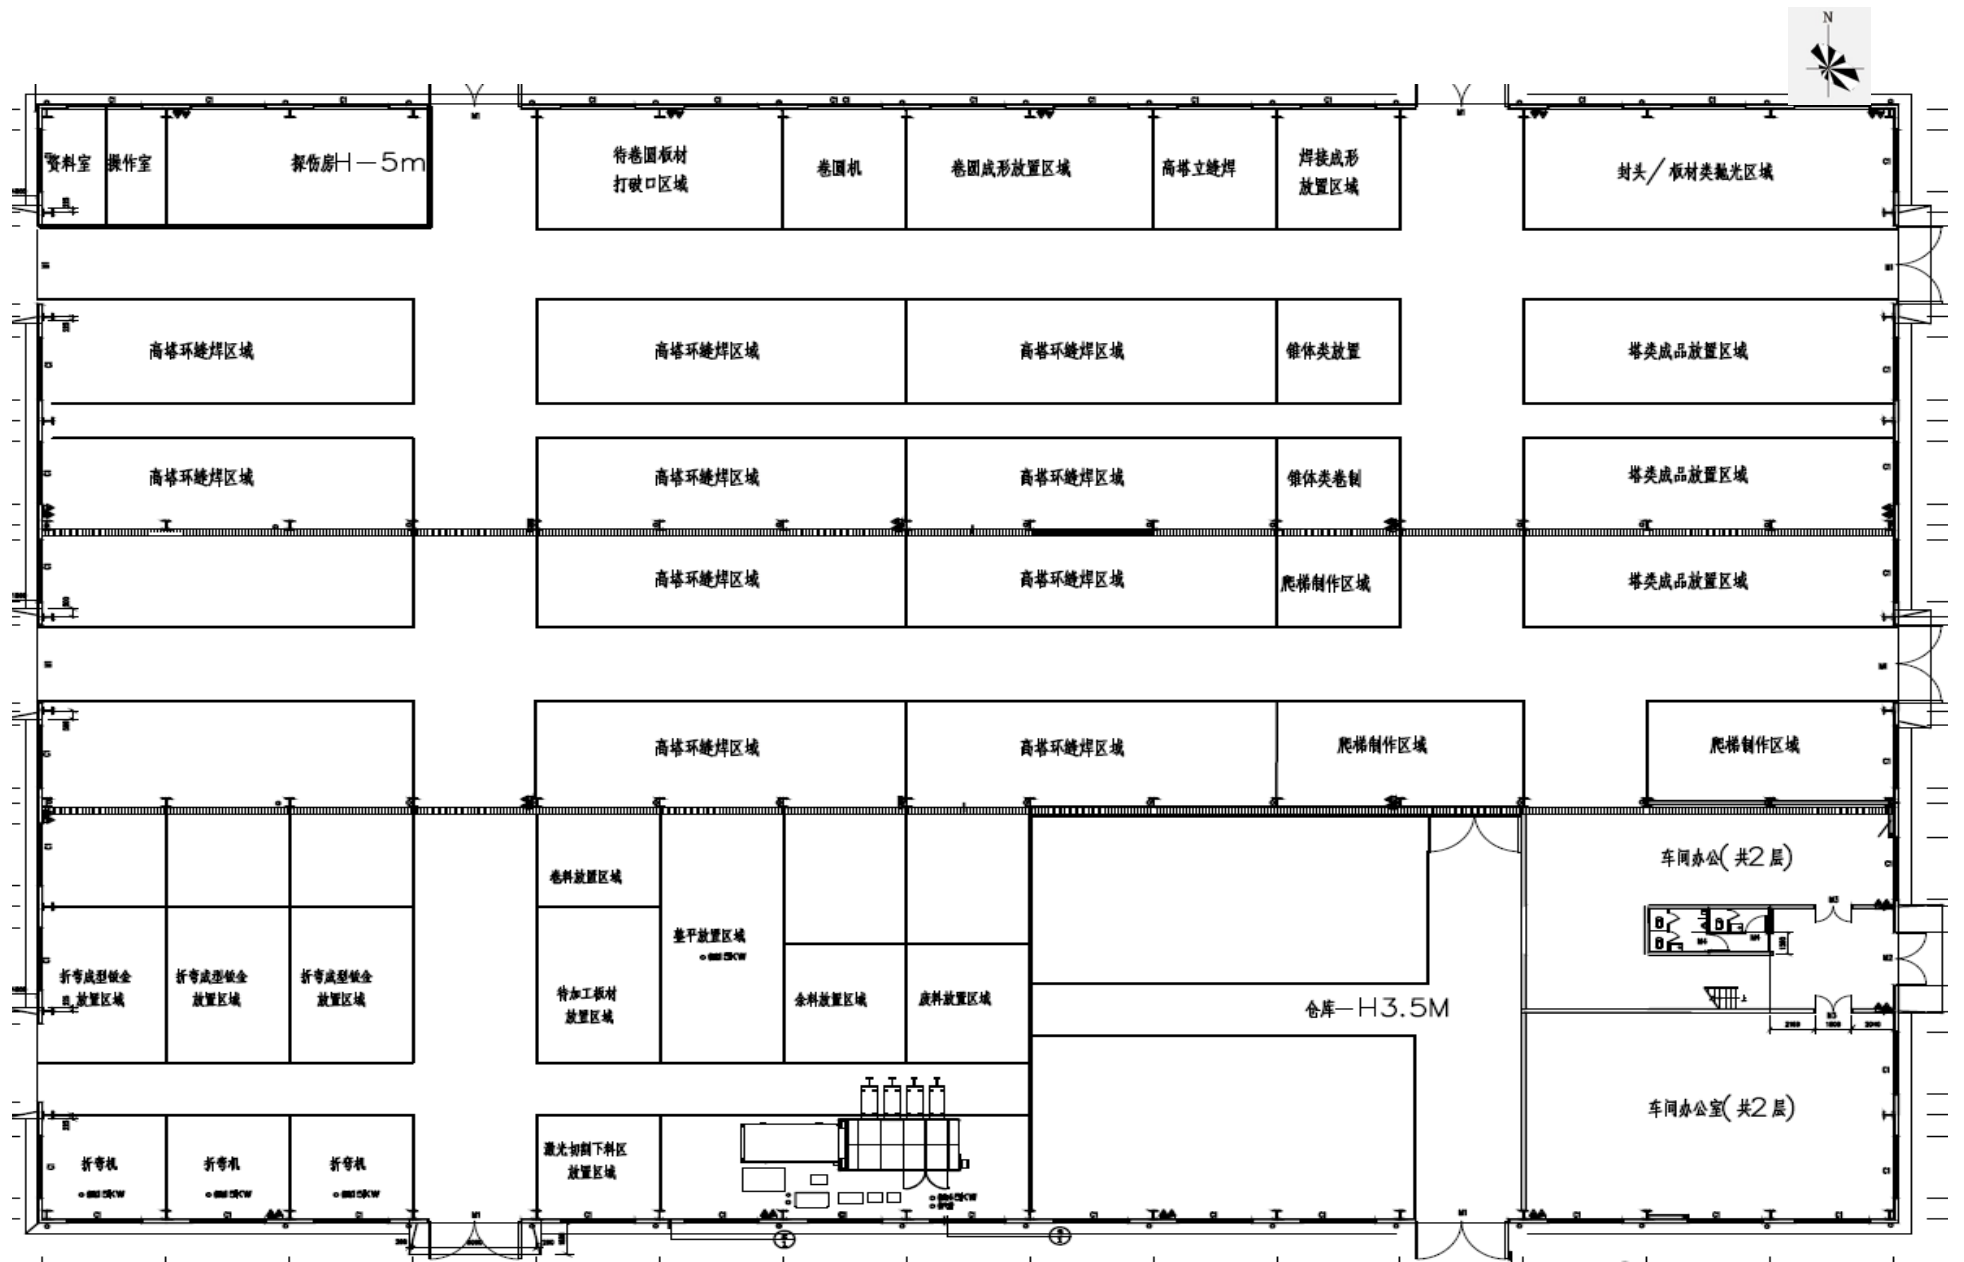 N
M1
M1
资料室
操作室
探伤房H-5m
待卷圆板材
打破口区域
卷圆机
卷圆成形放置区域
高塔立缝焊
焊接成形
放置区域
封头/板材类抛光区域
高塔环缝焊区域
高塔环缝焊区域
高塔环缝焊区域
锥体类放置
塔类成品放置区域
高塔环缝焊区域
高塔环缝焊区域
高塔环缝焊区域
锥体类卷制
塔类成品放置区域
高塔环缝焊区域
高塔环缝焊区域
爬梯制作区域
塔类成品放置区域
高塔环缝焊区域
高塔环缝焊区域
爬梯制作区域
爬梯制作区域
卷料放置区域
整平放置区域
车间办公(共2层)
M3
M2
M3
折弯成型钣金
放置区域
折弯成型钣金
放置区域
折弯成型钣金
放置区域
待加工板材
放置区域
余料放置区域
废料放置区域
仓库-H3.5M
车间办公室(共2层)
折弯机
折弯机
折弯机
激光切割下料区
放置区域
M1
M1